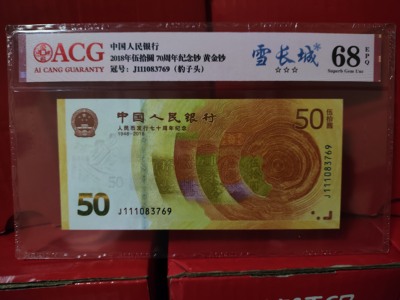 ACG
AI CANG GUARANTY
中国人民银行
2018年伍拾圆 70周年纪念钞 黄金钞
冠号：J111083769（豹子头）
雪长城
☆☆☆
68 EPQ
Superb Gem Unc
中国人民银行
人民币发行七十周年纪念
1948-2018
50
伍拾圆
50
50
J111083769
J111083769